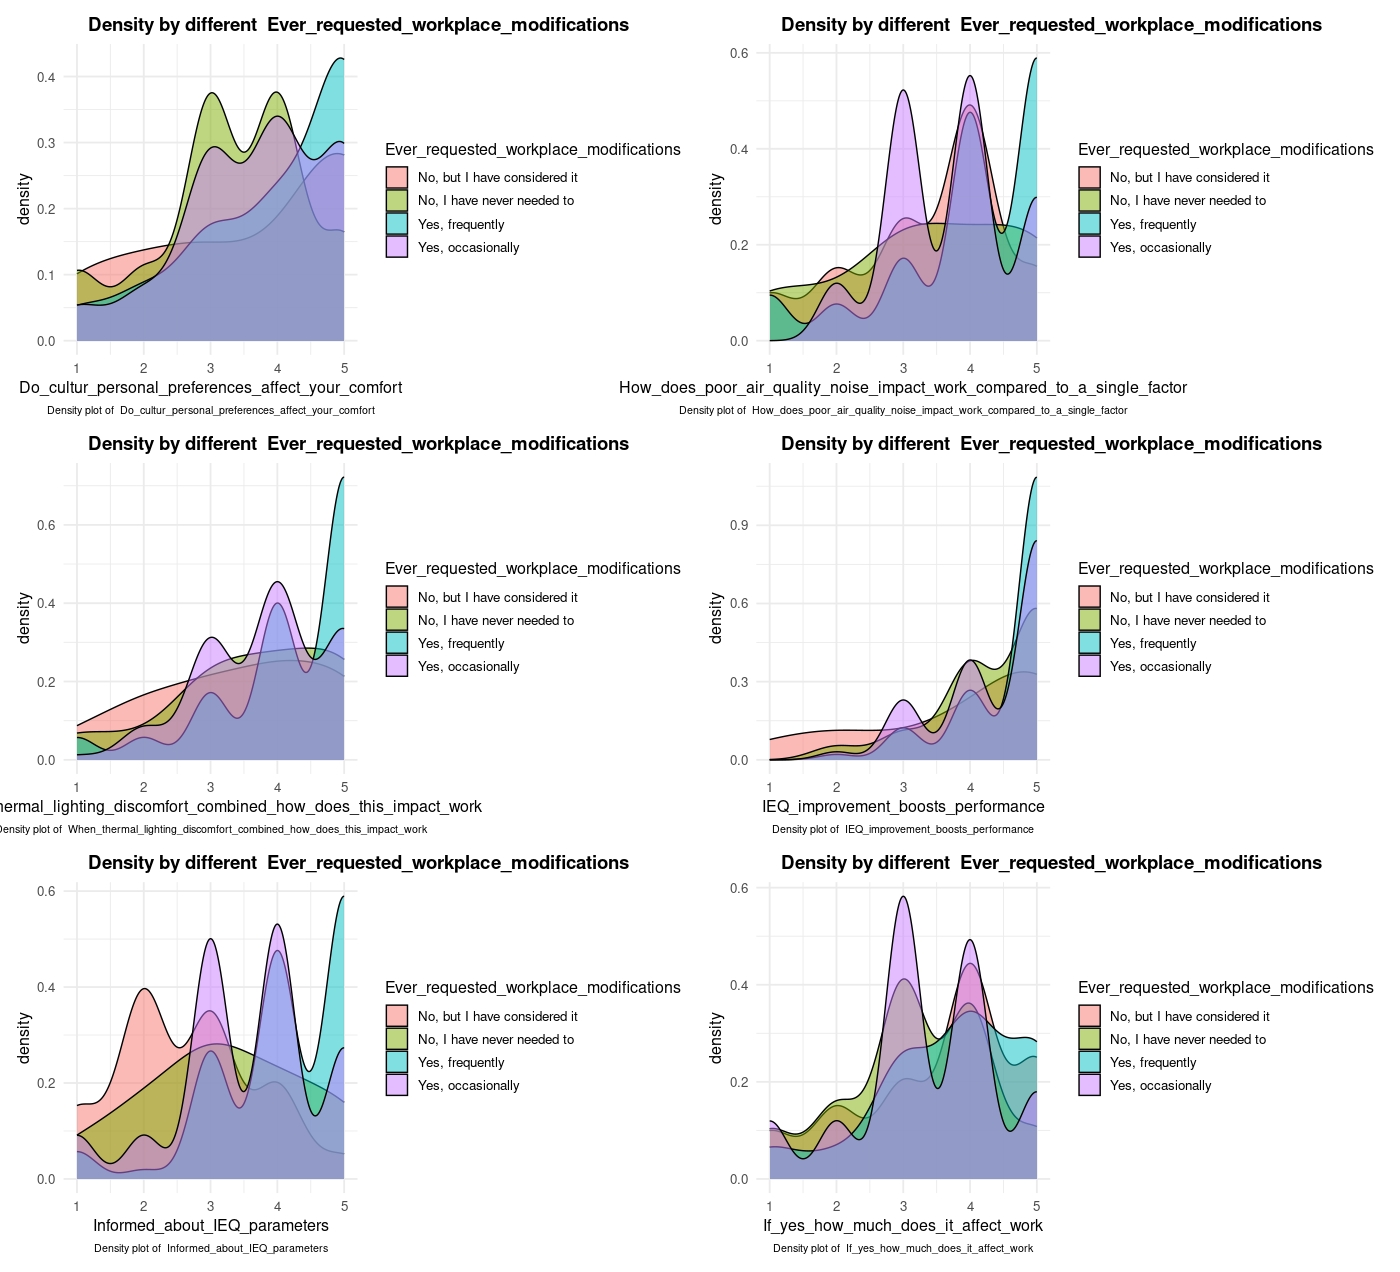 Density by different  Ever_requested_workplace_modifications
0.4
0.3
0.2
0.1
0.0
density
1 2 3 4 5
Do_cultur_personal_preferences_affect_your_comfort
Density plot of  Do_cultur_personal_preferences_affect_your_comfort
Ever_requested_workplace_modifications
No, but I have considered it
No, I have never needed to
Yes, frequently
Yes, occasionally
Density by different  Ever_requested_workplace_modifications
0.6
0.4
0.2
0.0
density
1 2 3 4 5
How_does_poor_air_quality_noise_impact_work_compared_to_a_single_factor
Density plot of  How_does_poor_air_quality_noise_impact_work_compared_to_a_single_factor
Ever_requested_workplace_modifications
No, but I have considered it
No, I have never needed to
Yes, frequently
Yes, occasionally
Density by different  Ever_requested_workplace_modifications
0.6
0.4
0.2
0.0
density
1 2 3 4 5
hermal_lighting_discomfort_combined_how_does_this_impact_work
Density plot of  When_thermal_lighting_discomfort_combined_how_does_this_impact_work
Ever_requested_workplace_modifications
No, but I have considered it
No, I have never needed to
Yes, frequently
Yes, occasionally
Density by different  Ever_requested_workplace_modifications
0.9
0.6
0.3
0.0
density
1 2 3 4 5
IEQ_improvement_boosts_performance
Density plot of  IEQ_improvement_boosts_performance
Ever_requested_workplace_modifications
No, but I have considered it
No, I have never needed to
Yes, frequently
Yes, occasionally
Density by different  Ever_requested_workplace_modifications
0.6
0.4
0.2
0.0
density
1 2 3 4 5
Informed_about_IEQ_parameters
Density plot of  Informed_about_IEQ_parameters
Ever_requested_workplace_modifications
No, but I have considered it
No, I have never needed to
Yes, frequently
Yes, occasionally
Density by different  Ever_requested_workplace_modifications
0.6
0.4
0.2
0.0
density
1 2 3 4 5
If_yes_how_much_does_it_affect_work
Density plot of  If_yes_how_much_does_it_affect_work
Ever_requested_workplace_modifications
No, but I have considered it
No, I have never needed to
Yes, frequently
Yes, occasionally